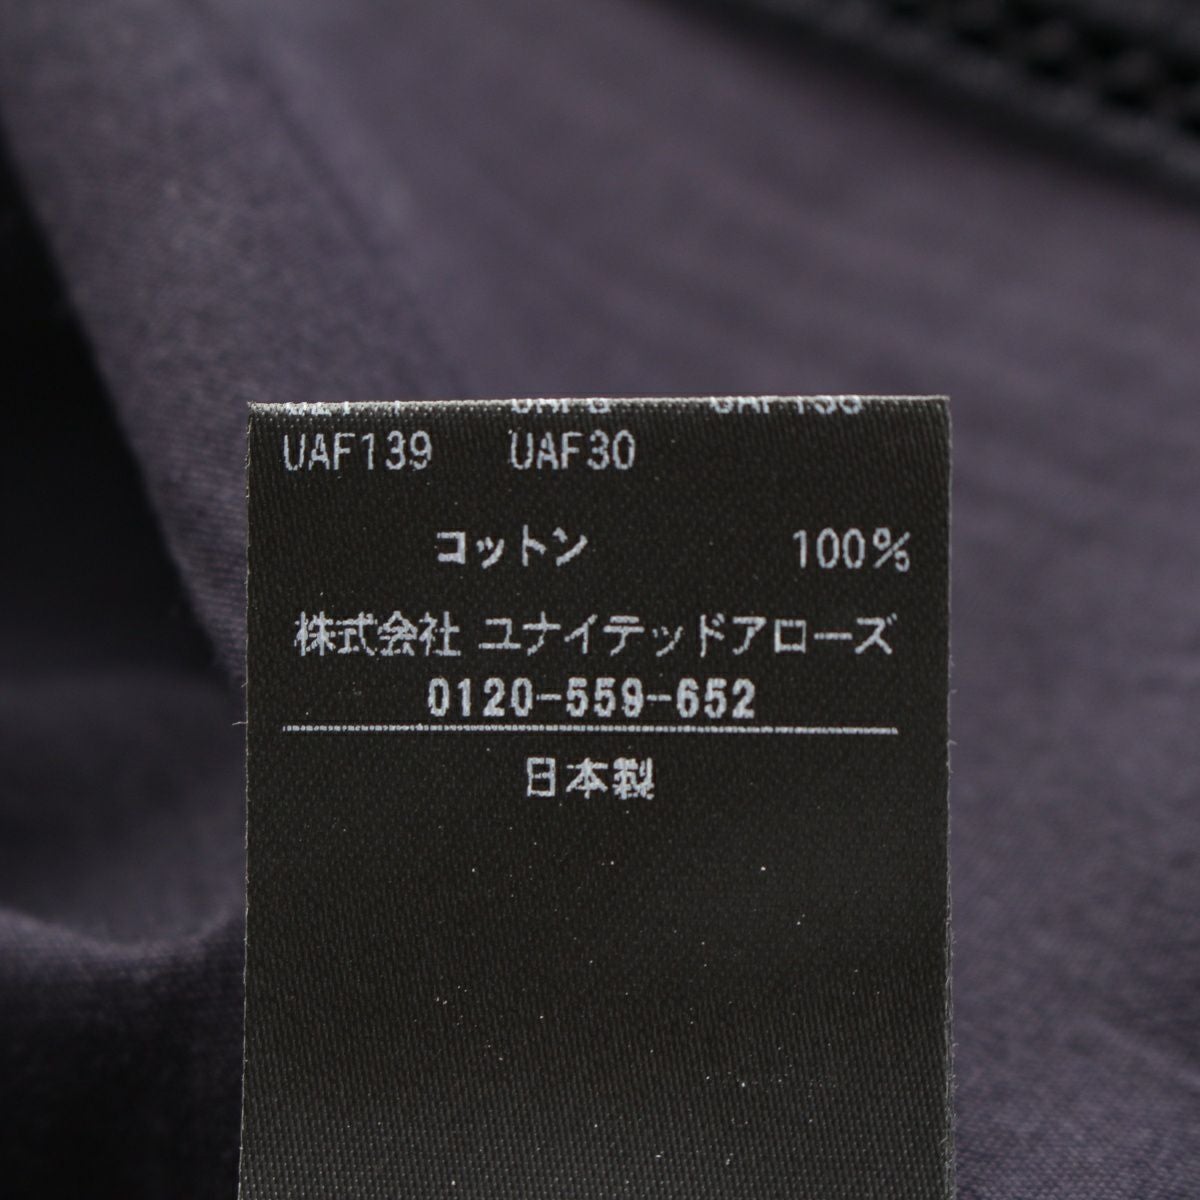 UAF139 UAF30
コットン 100%
株式会社 ユナイテッドアローズ
0120-559-652
日本製